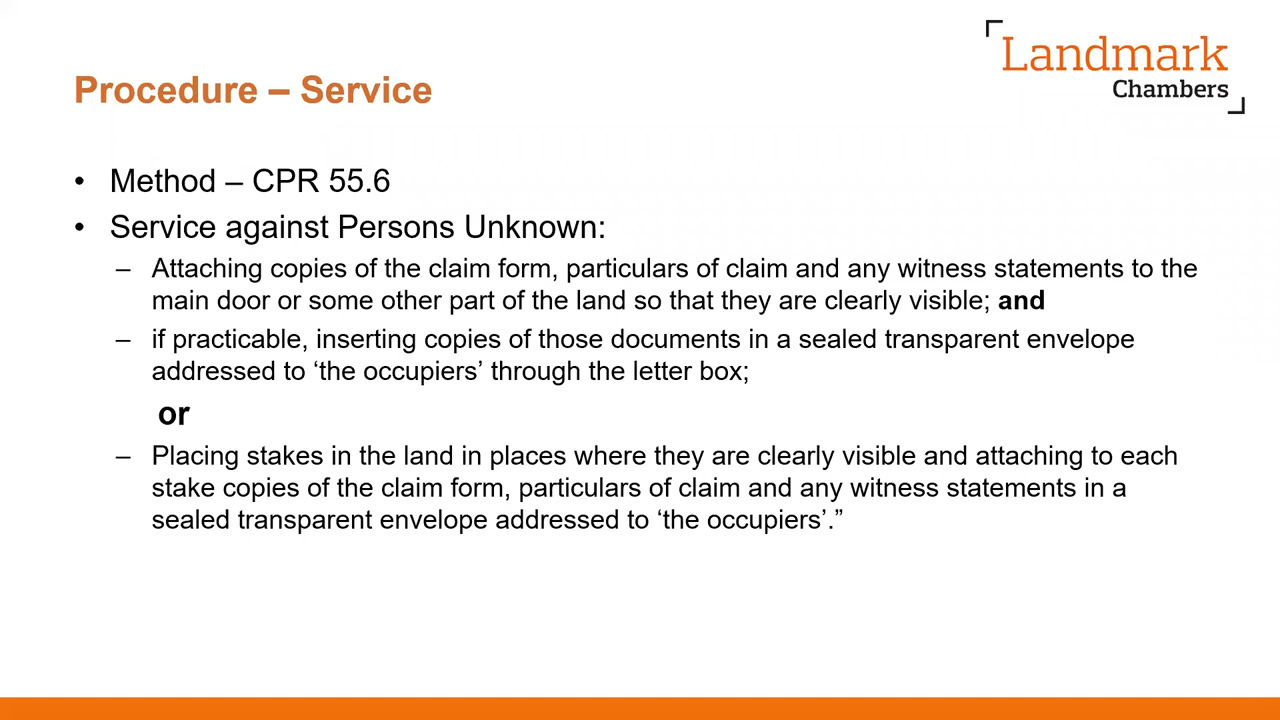 Landmark
Chambers
Procedure – Service
• Method – CPR 55.6
• Service against Persons Unknown:
– Attaching copies of the claim form, particulars of claim and any witness statements to the
main door or some other part of the land so that they are clearly visible; and
– if practicable, inserting copies of those documents in a sealed transparent envelope
addressed to ‘the occupiers’ through the letter box;
or
– Placing stakes in the land in places where they are clearly visible and attaching to each
stake copies of the claim form, particulars of claim and any witness statements in a
sealed transparent envelope addressed to ‘the occupiers’.”